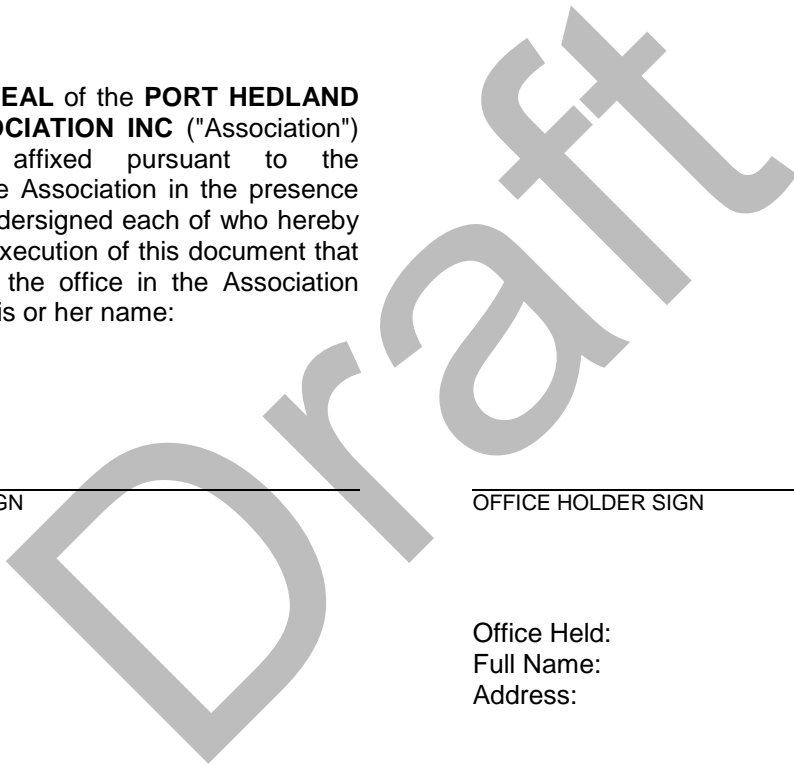 EAL of the PORT HEDLAND
OCIATION INC ("Association")
affixed pursuant to the
e Association in the presence
dersigned each of who hereby
xecution of this document that
the office in the Association
is or her name:
GN
OFFICE HOLDER SIGN
Office Held:
Full Name:
Address:
Draft